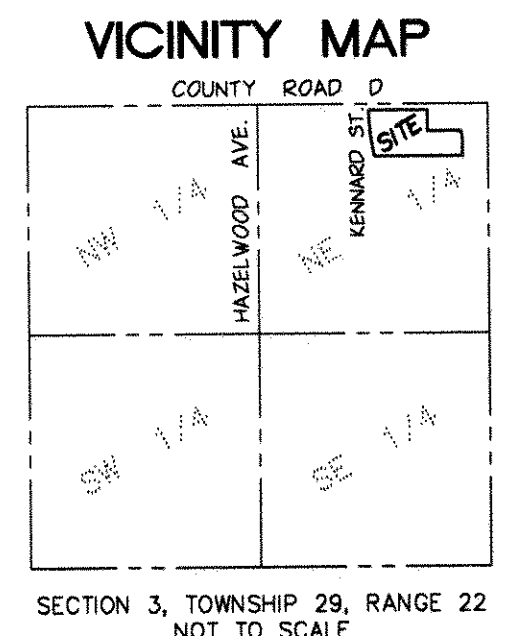 VICINITY MAP
COUNTY ROAD D
HAZELWOOD AVE.
KENNARD ST.
SITE
NW 1/4
NE 1/4
SW 1/4
SE 1/4
SECTION 3, TOWNSHIP 29, RANGE 22
NOT TO SCALE